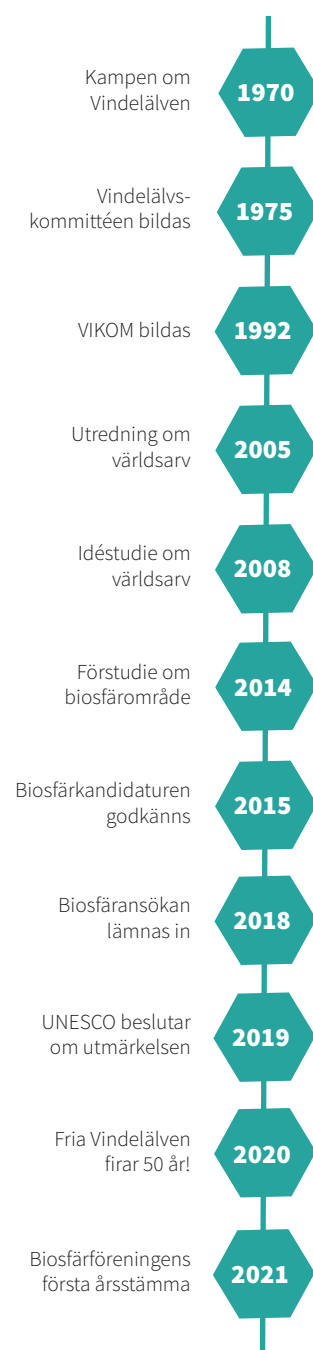 Kampen om
Vindelälven
1970
Vindelälvs-
kommittéen bildas
1975
VIKOM bildas
1992
Utredning om
världsarv
2005
Idéstudie om
världsarv
2008
Förstudie om
biosfärområde
2014
Biosfärkandidaturen
godkänns
2015
Biosfäransökan
lämnas in
2018
UNESCO beslutar
om utmärkelsen
2019
Fria Vindelälven
firar 50 år!
2020
Biosfärföreningens
första årsstämma
2021